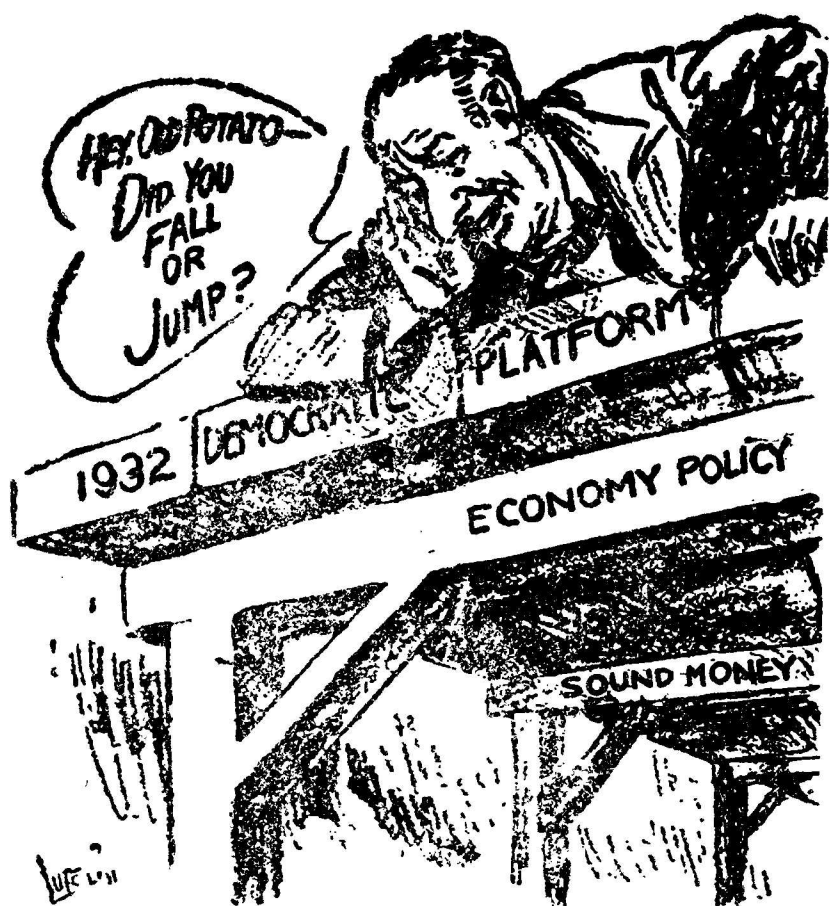 HEY, OLD POTATO—
DID YOU
FALL
OR
JUMP?
1932 DEMOCRATIC PLATFORM
ECONOMY POLICY
SOUND MONEY